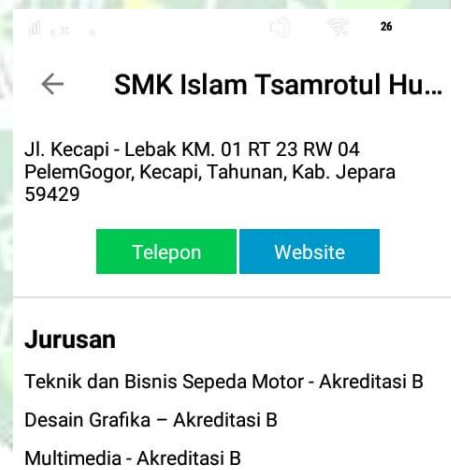 26
SMK Islam Tsamrotul Hu...
Jl. Kecapi - Lebak KM. 01 RT 23 RW 04
PelemGogor, Kecapi, Tahunan, Kab. Jepara
59429
Telepon Website
Jurusan
Teknik dan Bisnis Sepeda Motor - Akreditasi B
Desain Grafika – Akreditasi B
Multimedia - Akreditasi B